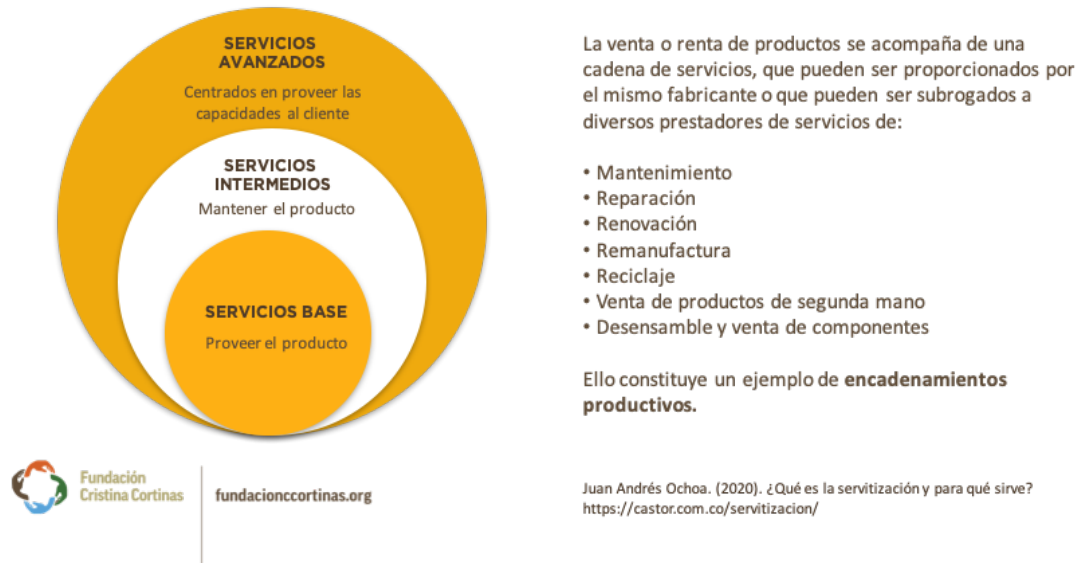 SERVICIOS
AVANZADOS
Centrados en proveer las
capacidades al cliente
SERVICIOS
INTERMEDIOS
Mantener el producto
SERVICIOS BASE
Proveer el producto
La venta o renta de productos se acompaña de una
cadena de servicios, que pueden ser proporcionados por
el mismo fabricante o que pueden ser subrogados a
diversos prestadores de servicios de:
• Mantenimiento
• Reparación
• Renovación
• Remanufactura
• Reciclaje
• Venta de productos de segunda mano
• Desensamble y venta de componentes
Ello constituye un ejemplo de encadenamientos
productivos.
Fundación
Cristina Cortinas
fundacionccortinas.org
Juan Andrés Ochoa. (2020). ¿Qué es la servitización y para qué sirve?
https://castor.com.co/servitizacion/